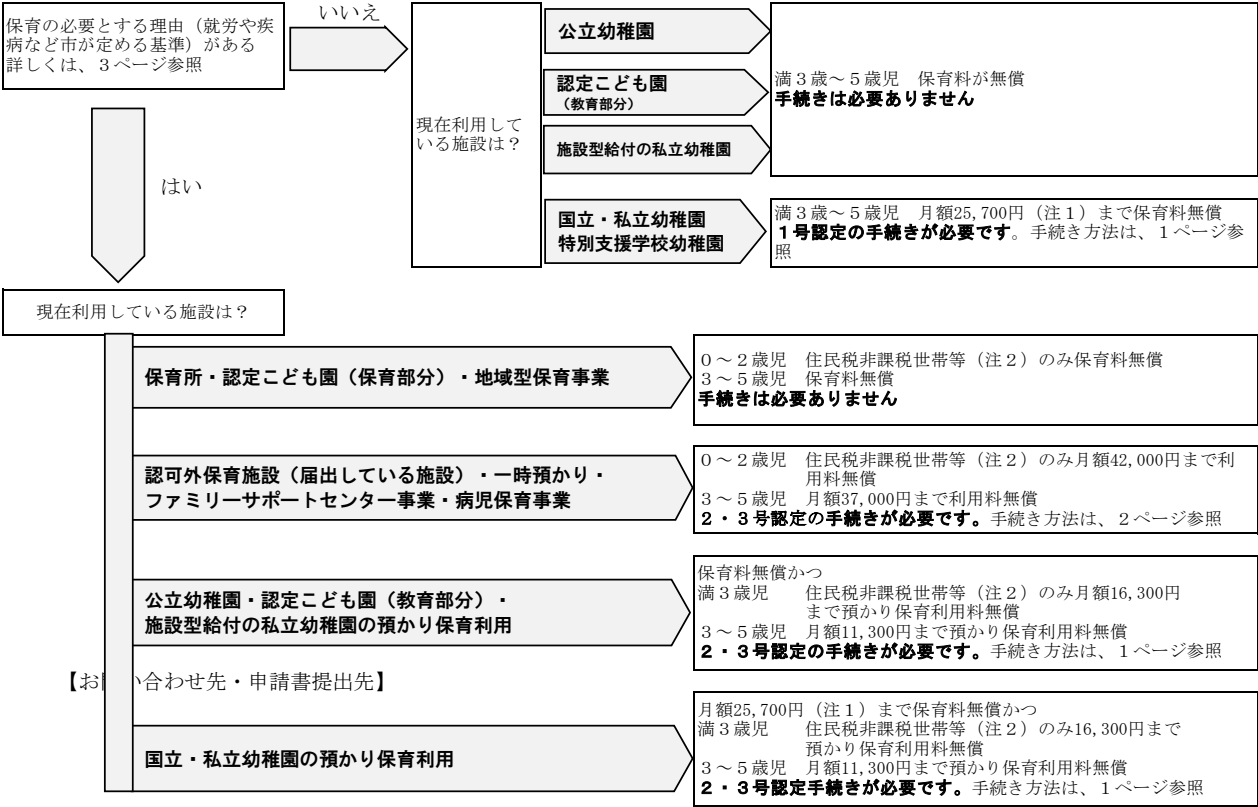 保育の必要とする理由（就労や疾
病など市が定める基準）がある
詳しくは、３ページ参照
いいえ
はい
現在利用して
いる施設は？
公立幼稚園
認定こども園
（教育部分）
施設型給付の私立幼稚園
満３歳～５歳児　保育料が無償
手続きは必要ありません
国立・私立幼稚園
特別支援学校幼稚園
満３歳～５歳児　月額25,700円（注１）まで保育料無償
１号認定の手続きが必要です。手続き方法は、１ページ参
照
現在利用している施設は？
保育所・認定こども園（保育部分）・地域型保育事業
０～２歳児　住民税非課税世帯等（注２）のみ保育料無償
３～５歳児　保育料無償
手続きは必要ありません
認可外保育施設（届出している施設）・一時預かり・
ファミリーサポートセンター事業・病児保育事業
０～２歳児　住民税非課税世帯等（注２）のみ月額42,000円まで利
用料無償
３～５歳児　月額37,000円まで利用料無償
２・３号認定の手続きが必要です。手続き方法は、２ページ参照
公立幼稚園・認定こども園（教育部分）・
施設型給付の私立幼稚園の預かり保育利用
保育料無償かつ
満３歳児　住民税非課税世帯等（注２）のみ月額16,300円
まで預かり保育利用料無償
３～５歳児　月額11,300円まで預かり保育利用料無償
２・３号認定の手続きが必要です。手続き方法は、１ページ参照
【お　い合わせ先・申請書提出先】
国立・私立幼稚園の預かり保育利用
月額25,700円（注１）まで保育料無償かつ
満３歳児　住民税非課税世帯等（注２）のみ16,300円まで
預かり保育利用料無償
３～５歳児　月額11,300円まで預かり保育利用料無償
２・３号認定手続きが必要です。手続き方法は、１ページ参照